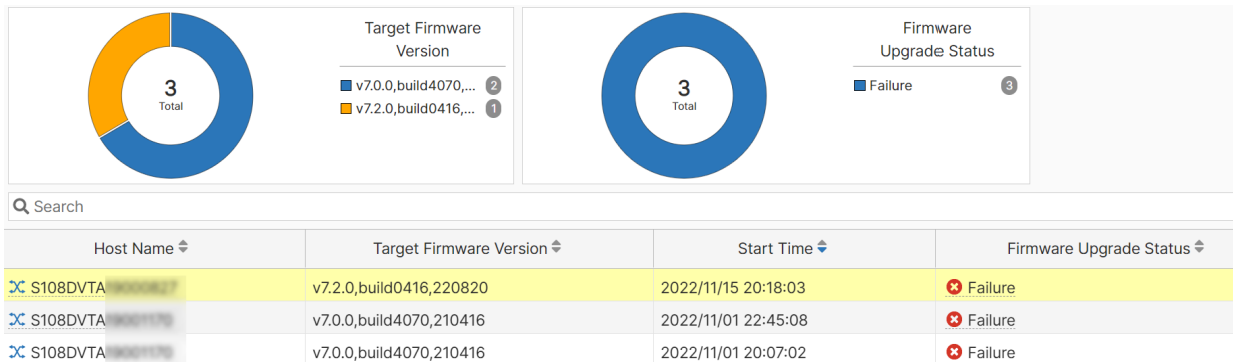 Target Firmware
Version
3
Total
v7.0.0,build4070,... 2
v7.2.0,build0416,... 1
Firmware
Upgrade Status
3
Total
Failure 3
Search
Host Name Target Firmware Version Start Time Firmware Upgrade Status
S108DVTA v7.2.0,build0416,220820 2022/11/15 20:18:03 Failure
S108DVTA v7.0.0,build4070,210416 2022/11/01 22:45:08 Failure
S108DVTA v7.0.0,build4070,210416 2022/11/01 20:07:02 Failure